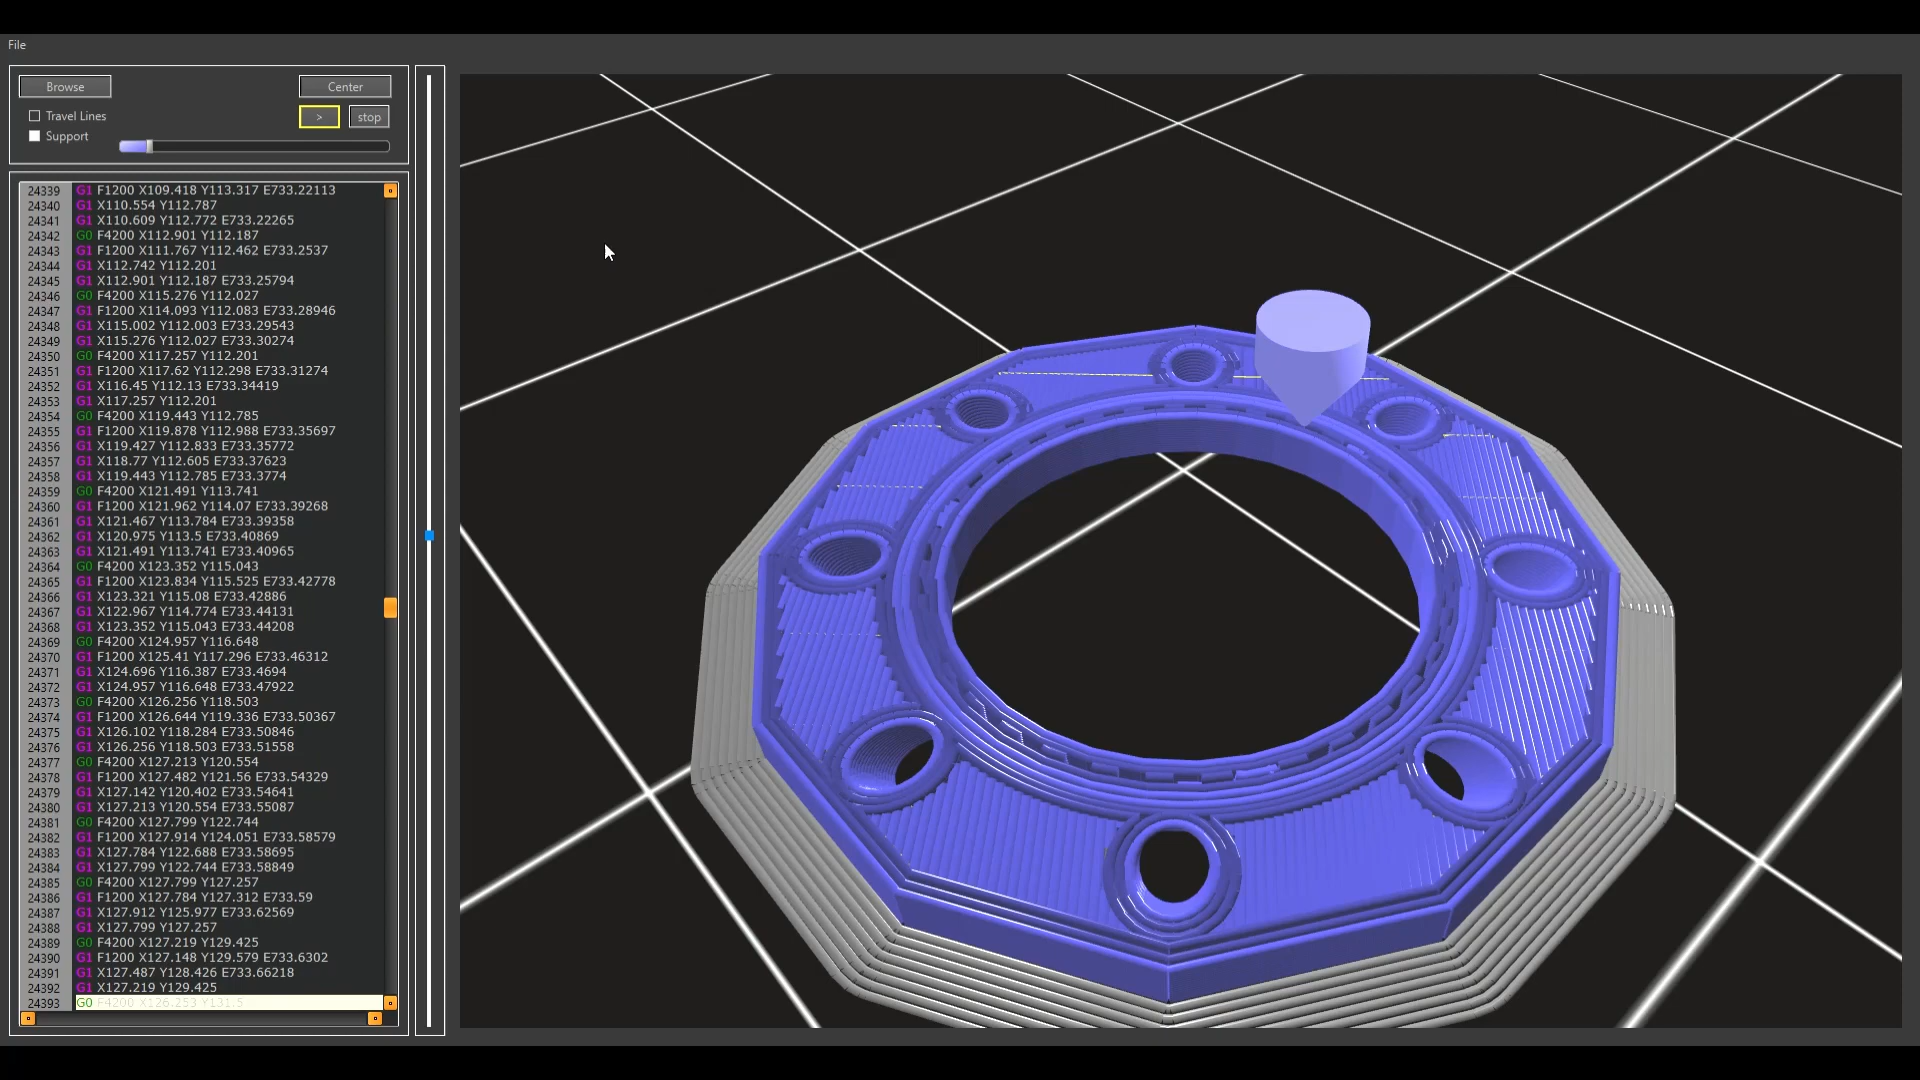 File
Browse
Center
Travel Lines
>
stop
Support
24339 G1 F1200 X109.418 Y113.317 E733.22113
24340 G1 X110.554 Y112.787
24341 G1 X110.609 Y112.772 E733.22265
24342 G0 F4200 X112.901 Y112.187
24343 G1 F1200 X111.767 Y112.462 E733.2537
24344 G1 X112.742 Y112.201
24345 G1 X112.901 Y112.187 E733.25794
24346 G0 F4200 X115.276 Y112.027
24347 G1 F1200 X114.093 Y112.083 E733.28946
24348 G1 X115.002 Y112.003 E733.29543
24349 G1 X115.276 Y112.027 E733.30274
24350 G0 F4200 X117.257 Y112.201
24351 G1 F1200 X117.62 Y112.298 E733.31274
24352 G1 X116.45 Y112.13 E733.34419
24353 G1 X117.257 Y112.201
24354 G0 F4200 X119.443 Y112.785
24355 G1 F1200 X119.878 Y112.988 E733.35697
24356 G1 X119.427 Y112.833 E733.35772
24357 G1 X118.77 Y112.605 E733.37623
24358 G1 X119.443 Y112.785 E733.3774
24359 G0 F4200 X121.491 Y113.741
24360 G1 F1200 X121.962 Y114.07 E733.39268
24361 G1 X121.467 Y113.784 E733.39358
24362 G1 X120.975 Y113.5 E733.40869
24363 G1 X121.491 Y113.741 E733.40965
24364 G0 F4200 X123.352 Y115.043
24365 G1 F1200 X123.834 Y115.525 E733.42778
24366 G1 X123.321 Y115.08 E733.42886
24367 G1 X122.967 Y114.774 E733.44131
24368 G1 X123.352 Y115.043 E733.44208
24369 G0 F4200 X124.957 Y116.648
24370 G1 F1200 X125.41 Y117.296 E733.46312
24371 G1 X124.696 Y116.387 E733.4694
24372 G1 X124.957 Y116.648 E733.47922
24373 G0 F4200 X126.256 Y118.503
24374 G1 F1200 X126.644 Y119.336 E733.50367
24375 G1 X126.102 Y118.284 E733.50846
24376 G1 X126.256 Y118.503 E733.51558
24377 G0 F4200 X127.213 Y120.554
24378 G1 F1200 X127.482 Y121.56 E733.54329
24379 G1 X127.142 Y120.402 E733.54641
24380 G1 X127.213 Y120.554 E733.55087
24381 G0 F4200 X127.799 Y122.744
24382 G1 F1200 X127.914 Y124.051 E733.58579
24383 G1 X127.784 Y122.688 E733.58695
24384 G1 X127.799 Y122.744 E733.58849
24385 G0 F4200 X127.799 Y127.257
24386 G1 F1200 X127.784 Y127.312 E733.59
24387 G1 X127.912 Y125.977 E733.62569
24388 G1 X127.799 Y127.257
24389 G0 F4200 X127.219 Y129.425
24390 G1 F1200 X127.148 Y129.579 E733.6302
24391 G1 X127.487 Y128.426 E733.66218
24392 G1 X127.219 Y129.425
24393 G0 F4200 X126.253 Y131.5